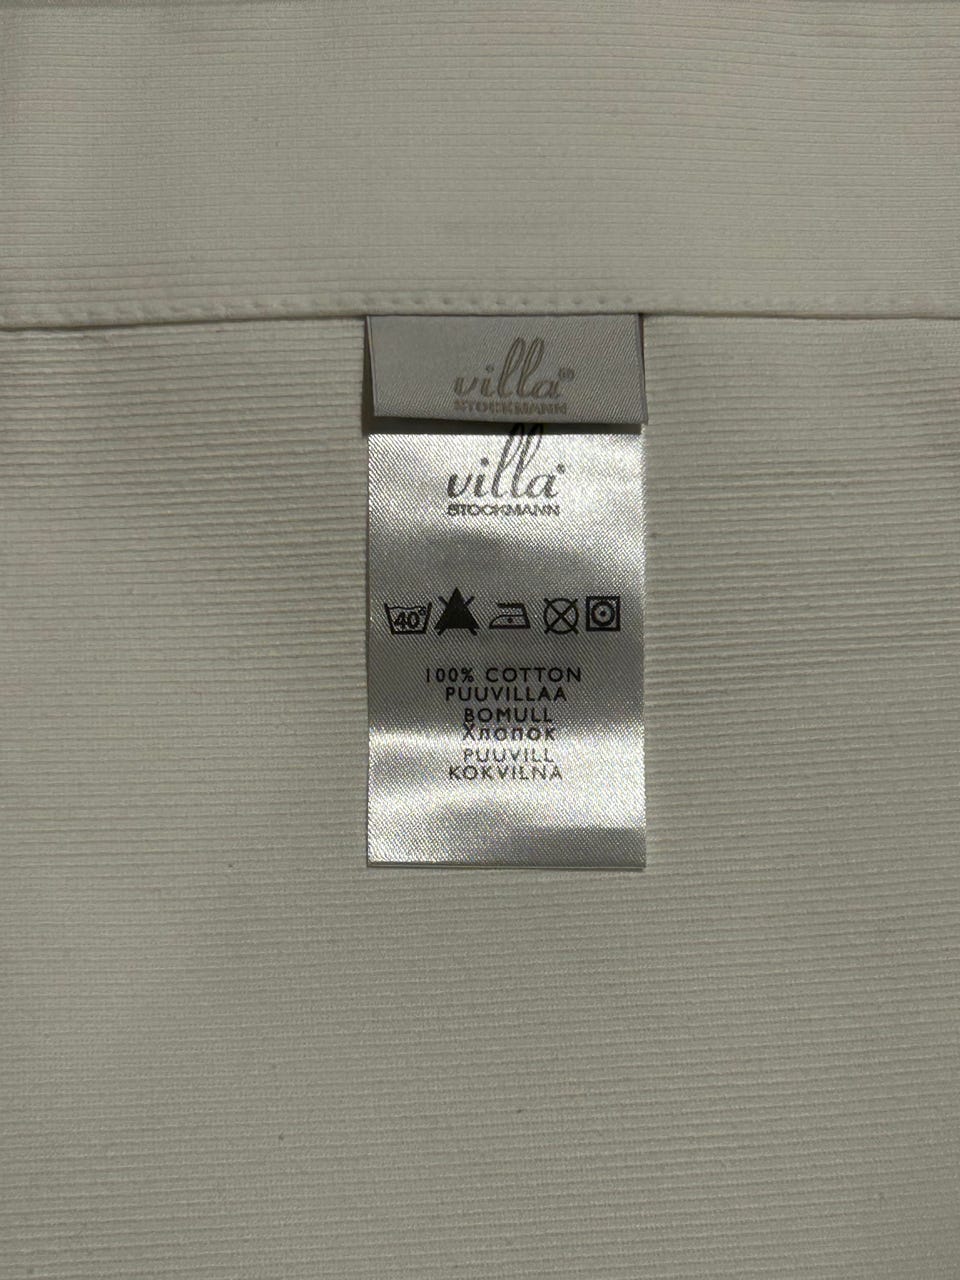 villa®
STOCKMANN
villa®
STOCKMANN
40°
100% COTTON
PUUVILLAA
BOMULL
Хлопок
PUUVILL
KOKVILNA